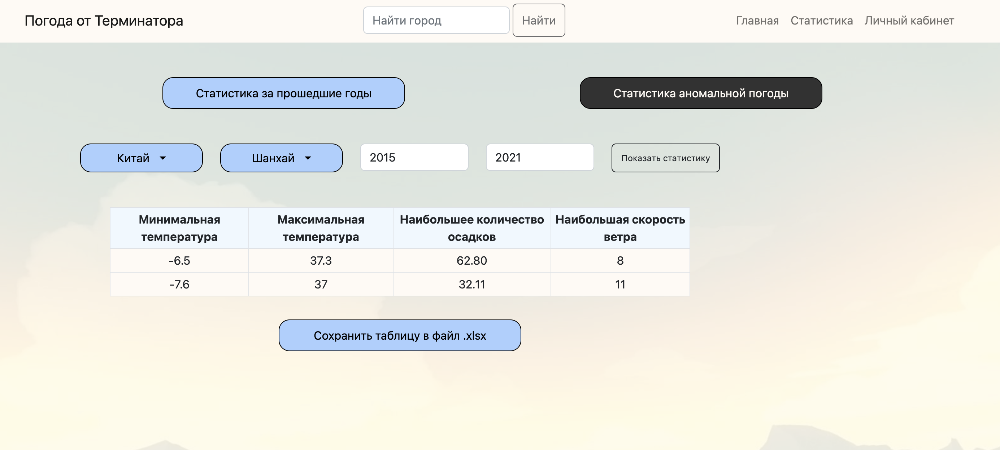 Погода от Терминатора
Найти город
Найти
Главная
Статистика
Личный кабинет
Статистика за прошедшие годы
Статистика аномальной погоды
Китай
Шанхай
2015
2021
Показать статистику
Минимальная
температура
Максимальная
температура
Наибольшее количество
осадков
Наибольшая скорость
ветра
-6.5
37.3
62.80
8
-7.6
37
32.11
11
Сохранить таблицу в файл .xlsx